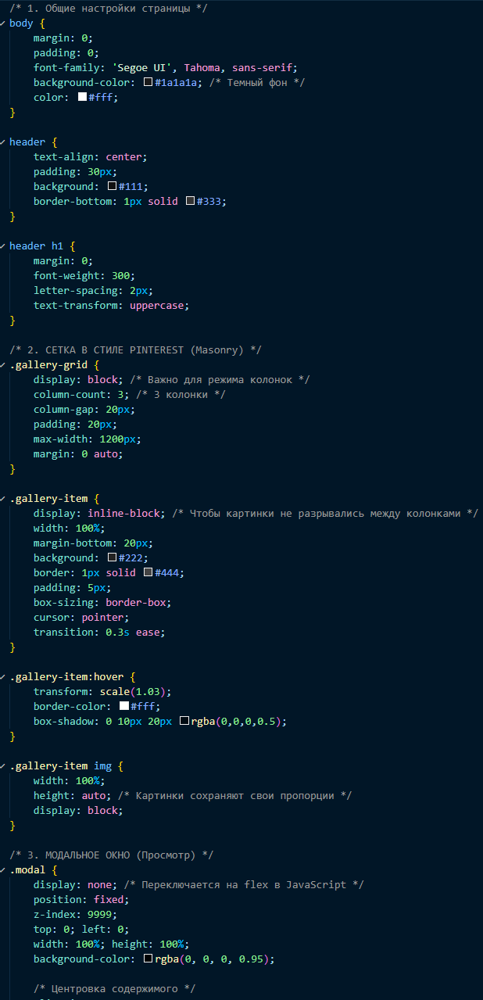 /* 1. Общие настройки страницы */
body {
    margin: 0;
    padding: 0;
    font-family: 'Segoe UI', Tahoma, sans-serif;
    background-color: #1a1a1a; /* Темный фон */
    color: #fff;
}

header {
    text-align: center;
    padding: 30px;
    background: #111;
    border-bottom: 1px solid #333;
}

header h1 {
    margin: 0;
    font-weight: 300;
    letter-spacing: 2px;
    text-transform: uppercase;
}

/* 2. СЕТКА В СТИЛЕ PINTEREST (Masonry) */
.gallery-grid {
    display: block; /* Важно для режима колонок */
    column-count: 3; /* 3 колонки */
    column-gap: 20px;
    padding: 20px;
    max-width: 1200px;
    margin: 0 auto;
}

.gallery-item {
    display: inline-block; /* Чтобы картинки не разрывались между колонками */
    width: 100%;
    margin-bottom: 20px;
    background: #222;
    border: 1px solid #444;
    padding: 5px;
    box-sizing: border-box;
    cursor: pointer;
    transition: 0.3s ease;
}

.gallery-item:hover {
    transform: scale(1.03);
    border-color: #fff;
    box-shadow: 0 10px 20px rgba(0,0,0,0.5);
}

.gallery-item img {
    width: 100%;
    height: auto; /* Картинки сохраняют свои пропорции */
    display: block;
}

/* 3. МОДАЛЬНОЕ ОКНО (Просмотр) */
.modal {
    display: none; /* Переключается на flex в JavaScript */
    position: fixed;
    z-index: 9999;
    top: 0; left: 0;
    width: 100%; height: 100%;
    background-color: rgba(0, 0, 0, 0.95);

    /* Центровка содержимого */